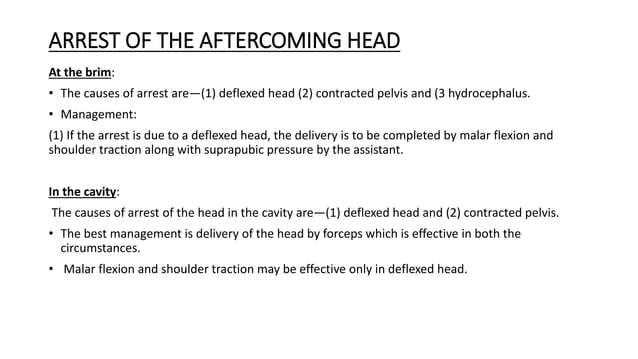 ARREST OF THE AFTERCOMING HEAD
At the brim:
• The causes of arrest are—(1) deflexed head (2) contracted pelvis and (3 hydrocephalus.
• Management:
(1) If the arrest is due to a deflexed head, the delivery is to be completed by malar flexion and
shoulder traction along with suprapubic pressure by the assistant.
In the cavity:
The causes of arrest of the head in the cavity are—(1) deflexed head and (2) contracted pelvis.
• The best management is delivery of the head by forceps which is effective in both the
circumstances.
• Malar flexion and shoulder traction may be effective only in deflexed head.